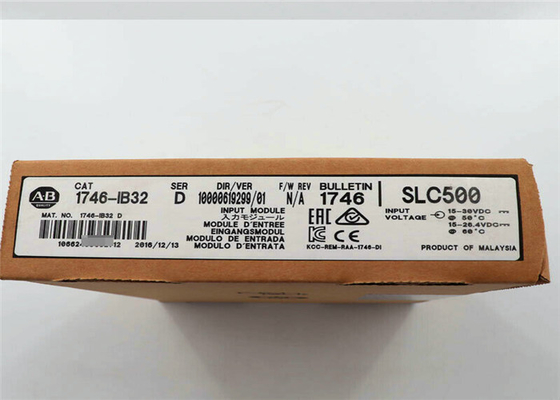 A-B
CAT
1746-IB32
SER
D
DIR/VER
10000619299/01
F/W REV
N/A
BULLETIN
1746
SLC500
MAT. NO. 1746-IB32 D
2016/12/13
INPUT MODULE
入力モジュール
MODULE D'ENTREE
EINGANGSMODUL
MODULO DE ENTRADA
MODULO D'ENTRATA
EAC
KCC-REM-RAA-1746-DI
INPUT
VOLTAGE
15-30VDC
@ 50°C
15-26.4VDC
@ 60°C
PRODUCT OF MALAYSIA